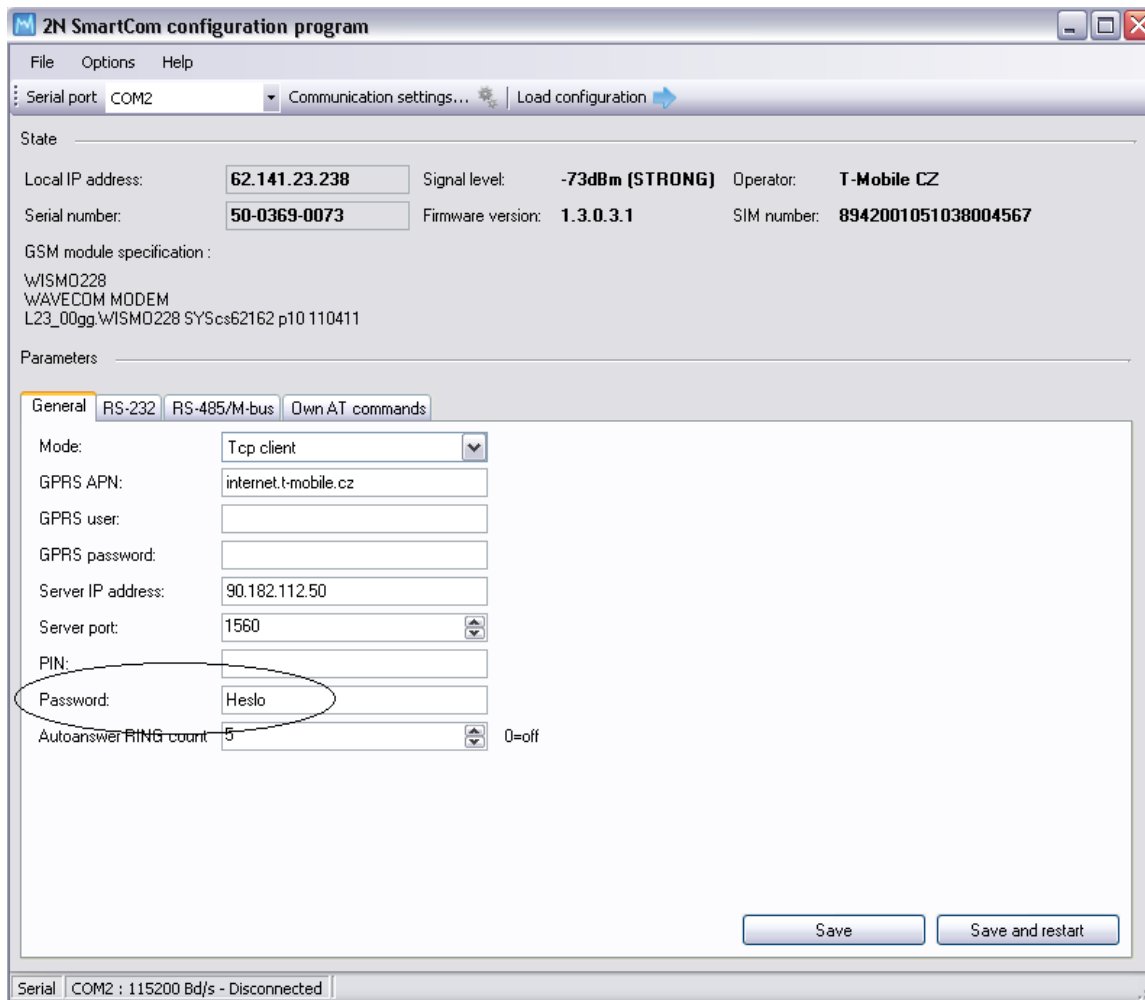 2N SmartCom configuration program
File Options Help
Serial port COM2 Communication settings... Load configuration
State
Local IP address: 62.141.23.238 Signal level: -73dBm (STRONG) Operator: T-Mobile CZ
Serial number: 50-0369-0073 Firmware version: 1.3.0.3.1 SIM number: 8942001051038004567
GSM module specification :
WISMO228
WAVECOM MODEM
L23_00gg.WISMO228 SYScs62162 p10 110411
Parameters
General RS-232 RS-485/M-bus Own AT commands
Mode: Tcp client
GPRS APN: internet.t-mobile.cz
GPRS user:
GPRS password:
Server IP address: 90.182.112.50
Server port: 1560
PIN:
Password: Heslo
Autoanswer RING count 5 0=off
Save Save and restart
Serial COM2 : 115200 Bd/s - Disconnected